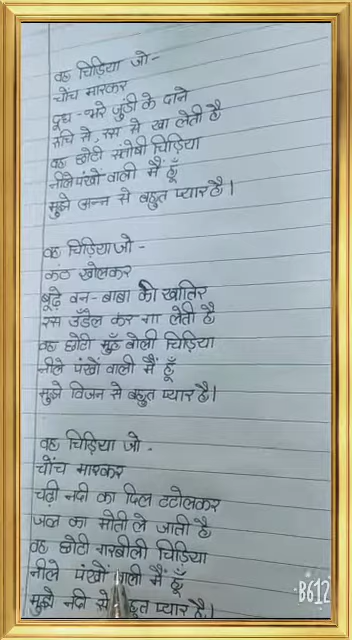 वह चिड़िया जो -
चोंच मारकर
दूध - भरे जुंडी के दाने
रुचि से, रस से खा लेती है
वह छोटी संतोषी चिड़िया
नीले पंखों वाली मैं हूँ
मुझे अन्न से बहुत प्यार है।
वह चिड़िया जो -
कंठ खोलकर
बूढ़े वन - बाबा की खातिर
रस उँडेल कर गा लेती है
वह छोटी मुँह बोली चिड़िया
नीले पंखों वाली मैं हूँ
मुझे विजन से बहुत प्यार है।
वह चिड़िया जो -
चोंच मारकर
चढ़ी नदी का दिल टटोलकर
जल का मोती ले जाती है
वह छोटी गरबीली चिड़िया
नीले पंखों वाली मैं हूँ
मुझे नदी से बहुत प्यार है।
B612